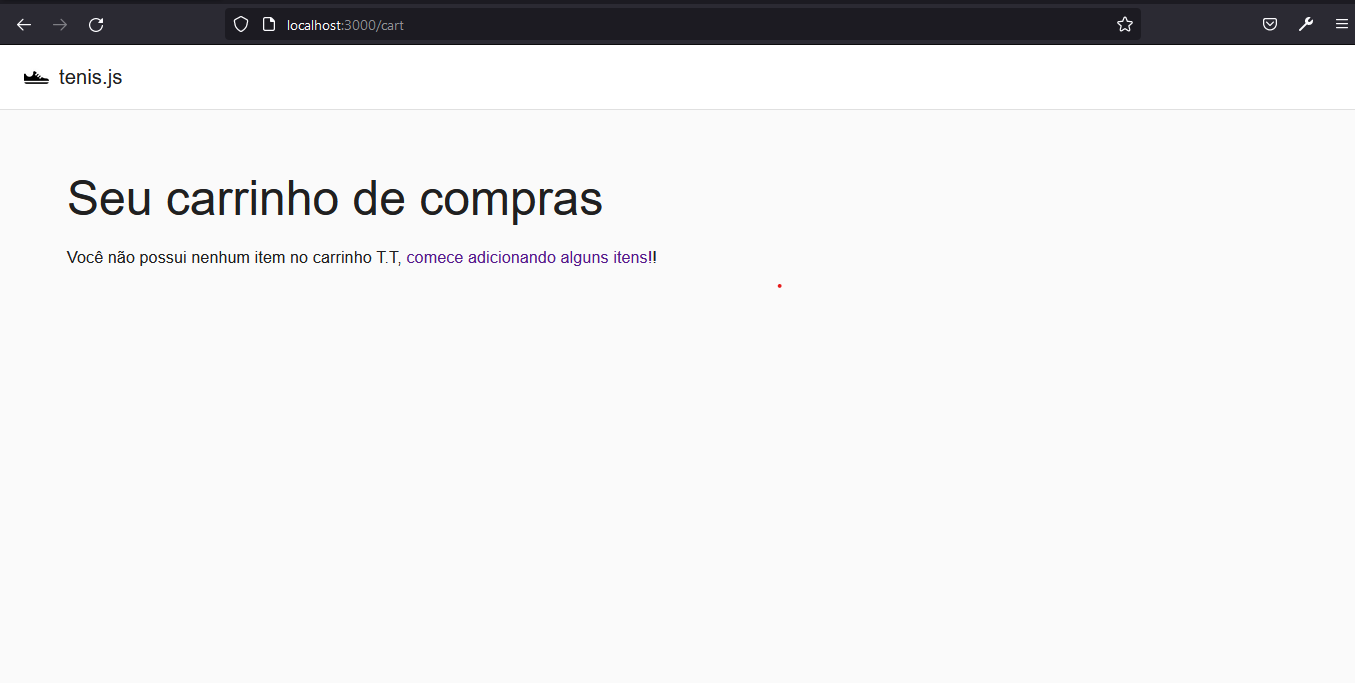 localhost:3000/cart
tenis.js
Seu carrinho de compras
Você não possui nenhum item no carrinho T.T, comece adicionando alguns itens!!